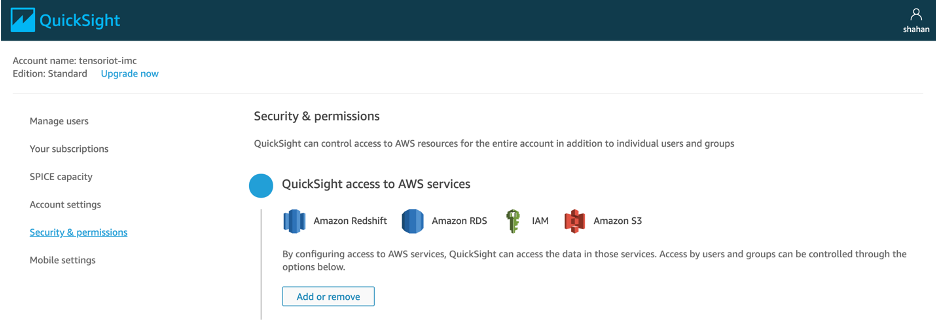 QuickSight
shahan
Account name: tensoriot-imc
Edition: Standard Upgrade now
Manage users
Your subscriptions
SPICE capacity
Account settings
Security & permissions
Mobile settings
Security & permissions
QuickSight can control access to AWS resources for the entire account in addition to individual users and groups
QuickSight access to AWS services
Amazon Redshift Amazon RDS IAM Amazon S3
By configuring access to AWS services, QuickSight can access the data in those services. Access by users and groups can be controlled through the
options below.
Add or remove